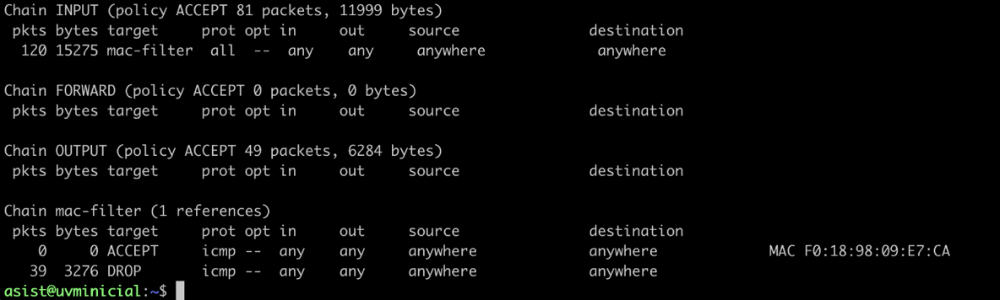 Chain INPUT (policy ACCEPT 81 packets, 11999 bytes)
pkts bytes target prot opt in out source destination
120 15275 mac-filter all -- any any anywhere anywhere
Chain FORWARD (policy ACCEPT 0 packets, 0 bytes)
pkts bytes target prot opt in out source destination
Chain OUTPUT (policy ACCEPT 49 packets, 6284 bytes)
pkts bytes target prot opt in out source destination
Chain mac-filter (1 references)
pkts bytes target prot opt in out source destination
0 0 ACCEPT icmp -- any any anywhere anywhere MAC F0:18:98:09:E7:CA
39 3276 DROP icmp -- any any anywhere anywhere
asist@uvminicial:~$